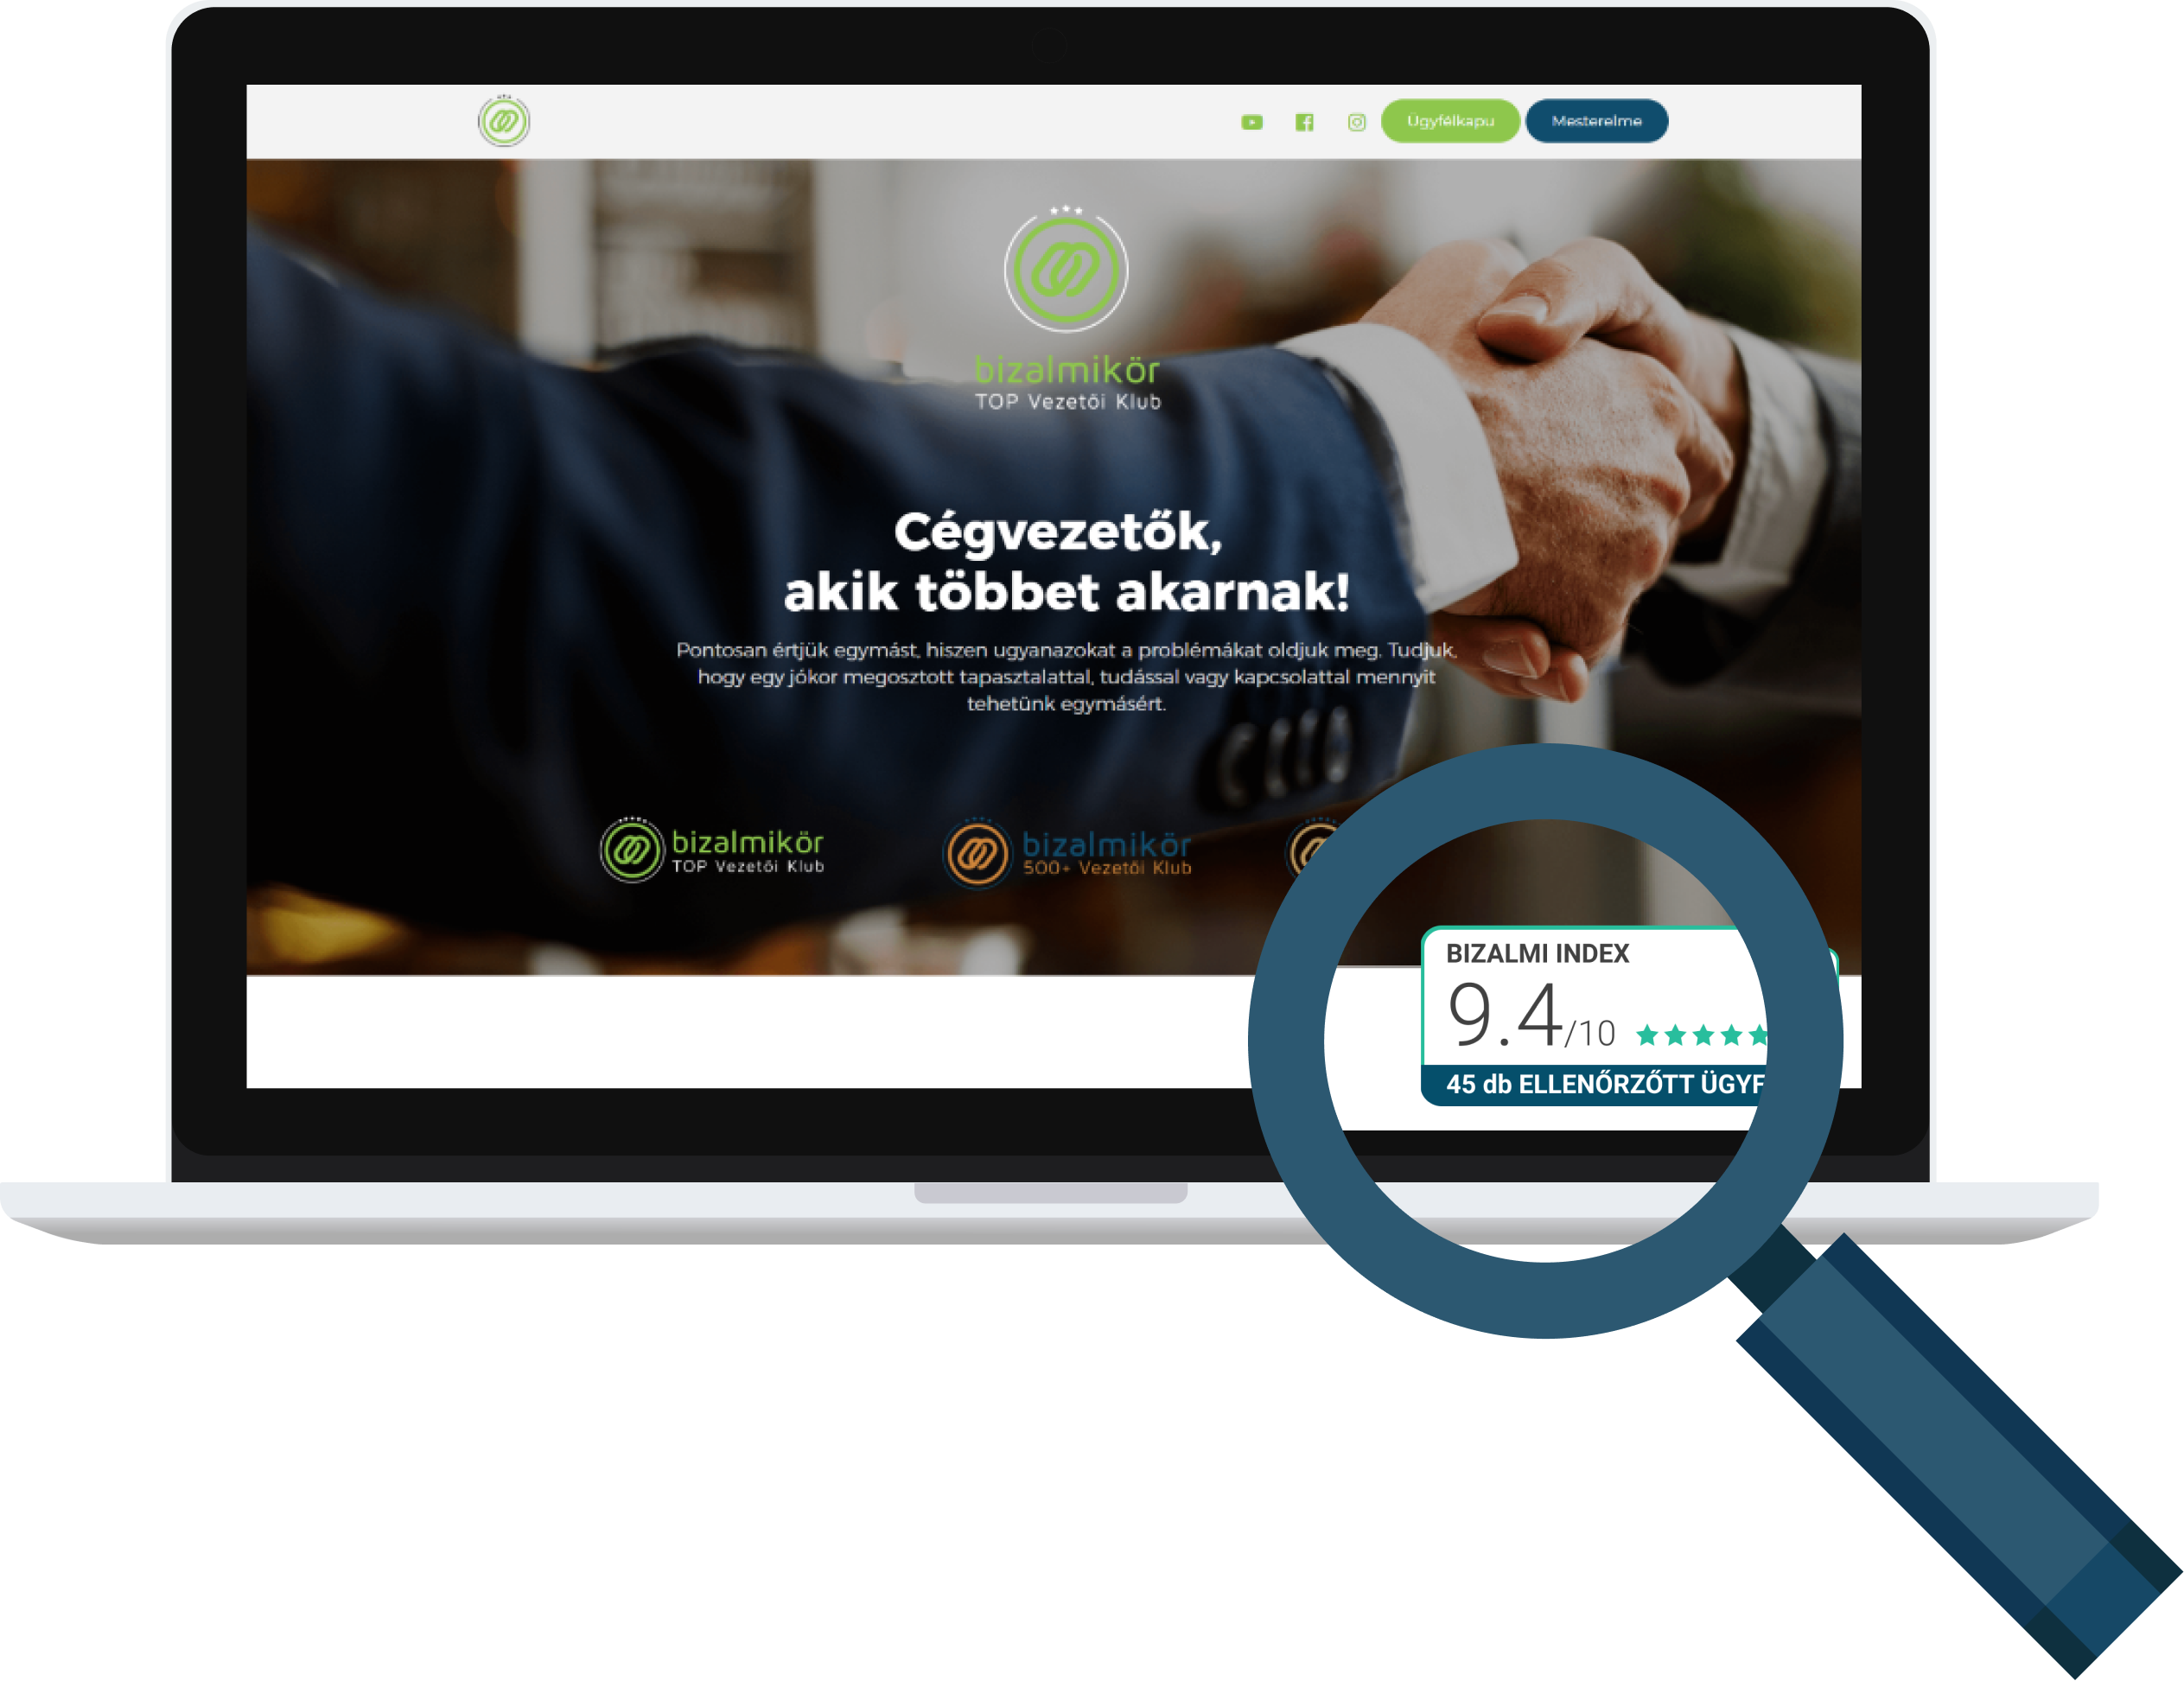 Ügyfélkapu
Mesterelme
bizalmikör
TOP Vezetői Klub
Cégvezetők,
akik többet akarnak!
Pontosan értjük egymást, hiszen ugyanazokat a problémákat oldjuk meg. Tudjuk,
hogy egy jókor megosztott tapasztalattal, tudással vagy kapcsolattal mennyit
tehetünk egymásért.
bizalmikör
TOP Vezetői Klub
bizalmikör
500+ Vezetői Klub
BIZALMI INDEX
9.4/10
45 db ELLENŐRZŐTT ÜGYF